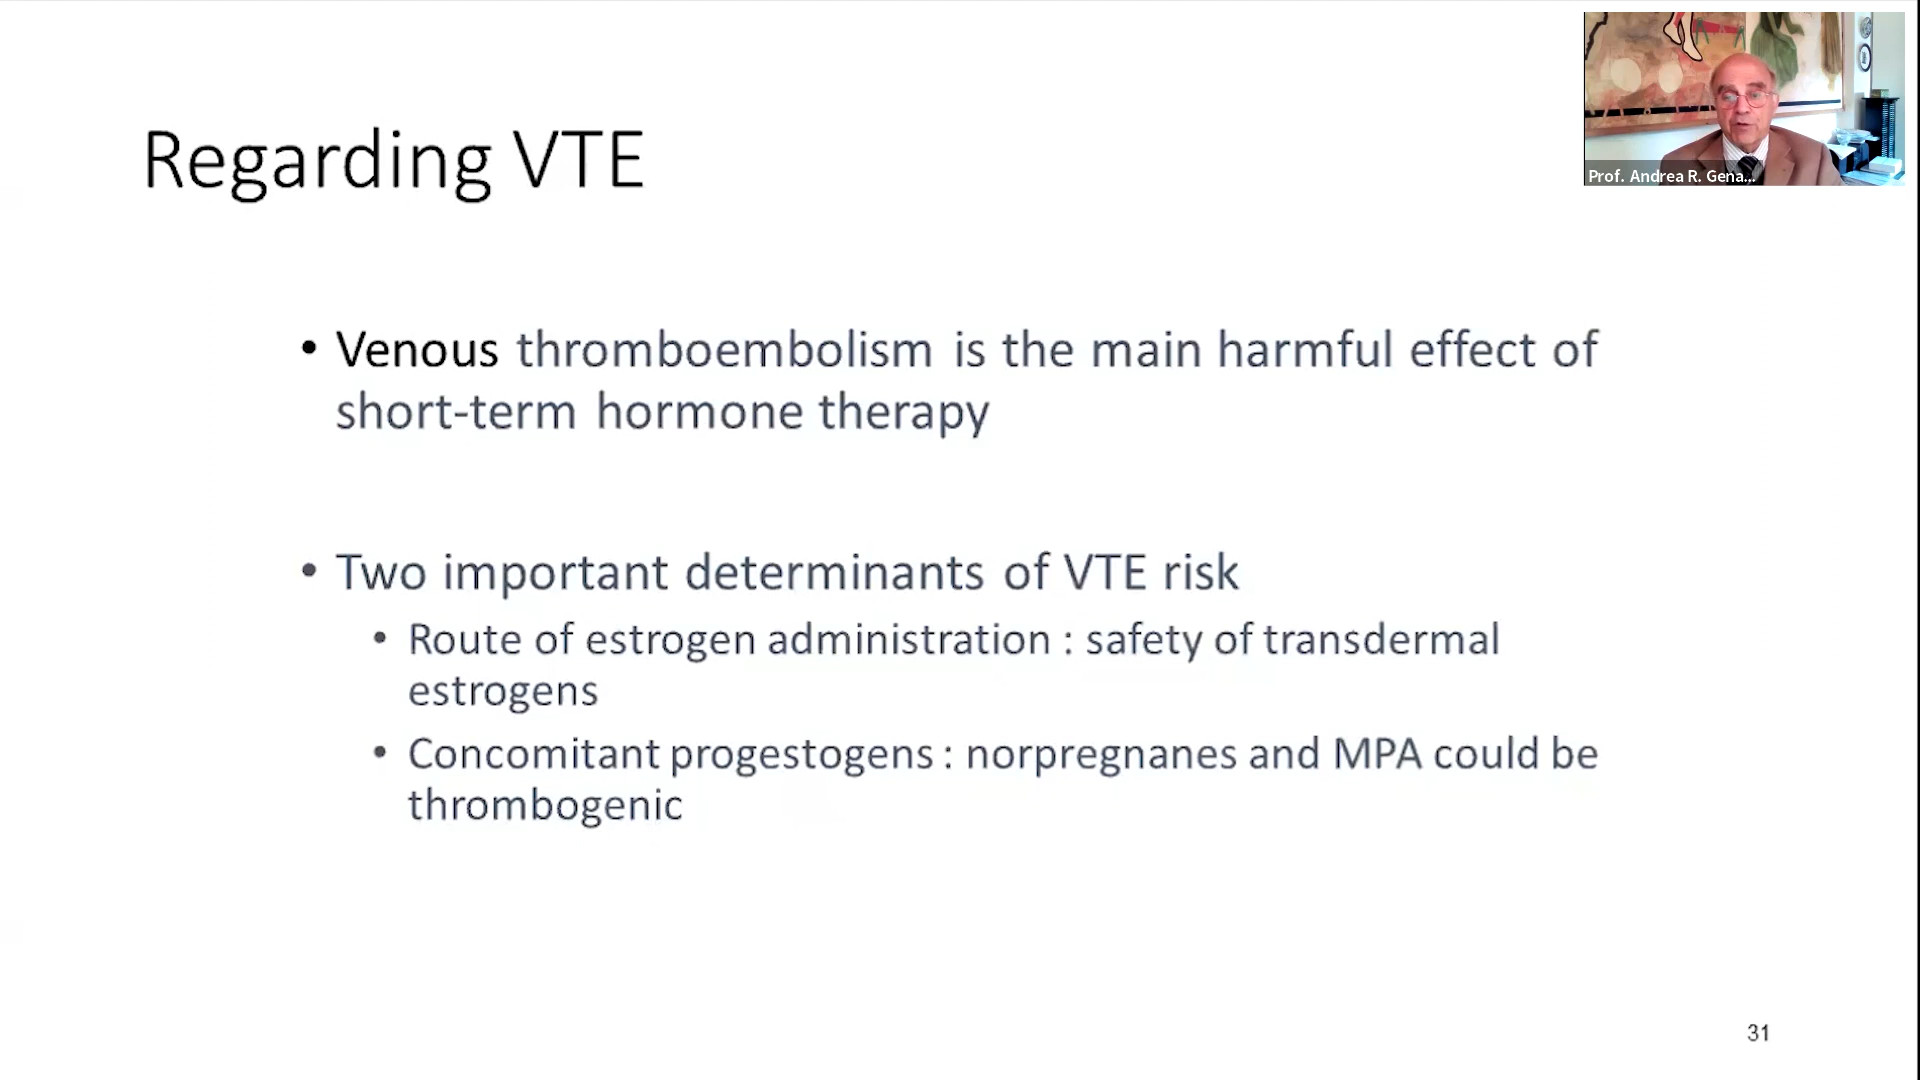 Prof. Andrea R. Gena...
Regarding VTE
• Venous thromboembolism is the main harmful effect of
short-term hormone therapy
• Two important determinants of VTE risk
• Route of estrogen administration : safety of transdermal
estrogens
• Concomitant progestogens : norpregnanes and MPA could be
thrombogenic
31